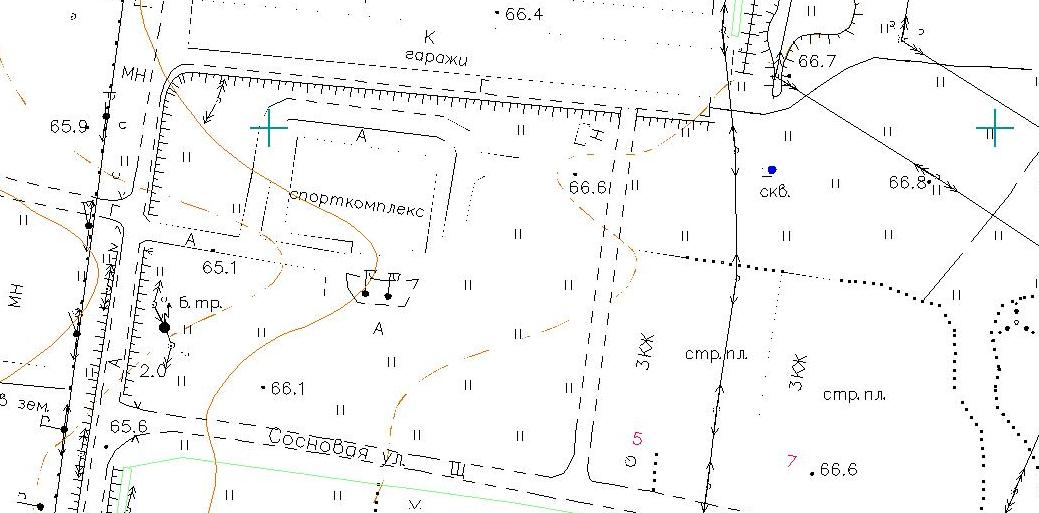 66.4
К
гаражи
66.7
МН
65.9
с
А
Н
66.6
скв.
66.8
спорткомплекс
А
65.1
МН
б. тр.
А
3КЖ
стр.пл.
3КЖ
2.0
А
66.1
стр.пл.
в зем.
65.6
Сосновая ул.
Ш
5
7
66.6